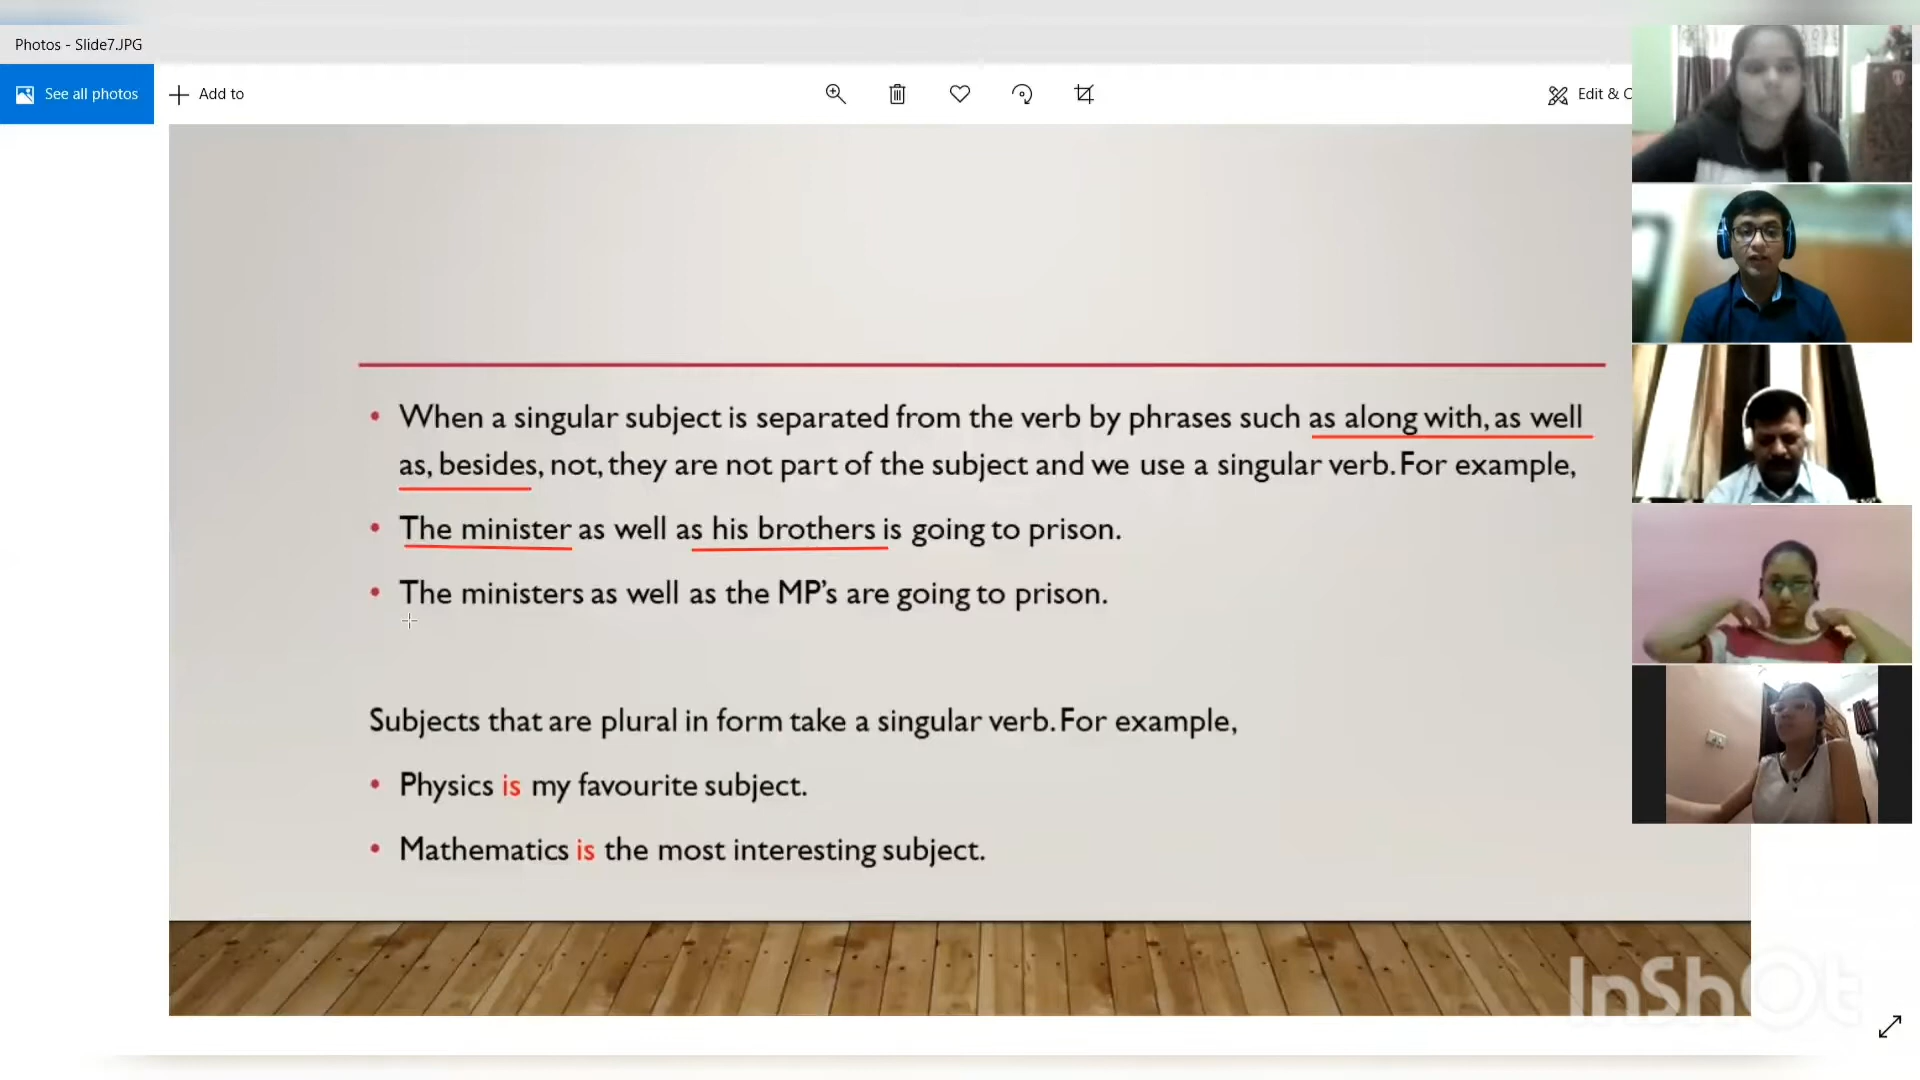 Photos - Slide7.JPG
See all photos
Add to
Edit & C
When a singular subject is separated from the verb by phrases such as along with, as well
as, besides, not, they are not part of the subject and we use a singular verb. For example,
The minister as well as his brothers is going to prison.
The ministers as well as the MP's are going to prison.
Subjects that are plural in form take a singular verb. For example,
Physics is my favourite subject.
Mathematics is the most interesting subject.
InShOt